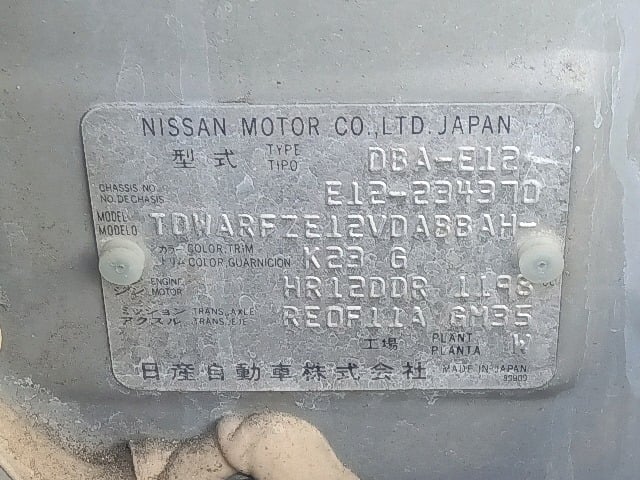 NISSAN MOTOR CO.,LTD. JAPAN
型式 TYPE TIPO DBA-E12
CHASSIS NO. NO. DE CHASIS E12-234370
MODEL MODELO TDWARFZE12VDA8BAH-
カラー COLOR, TRIM トリム COLOR, GUARNICION K23 G
ENGINE MOTOR HR12DDR 1198
ミッション TRANS., AXLE アクスル TRANS., EJE RE0F11A GM35
工場 PLANT PLANTA
日産自動車株式会社 MADE IN JAPAN